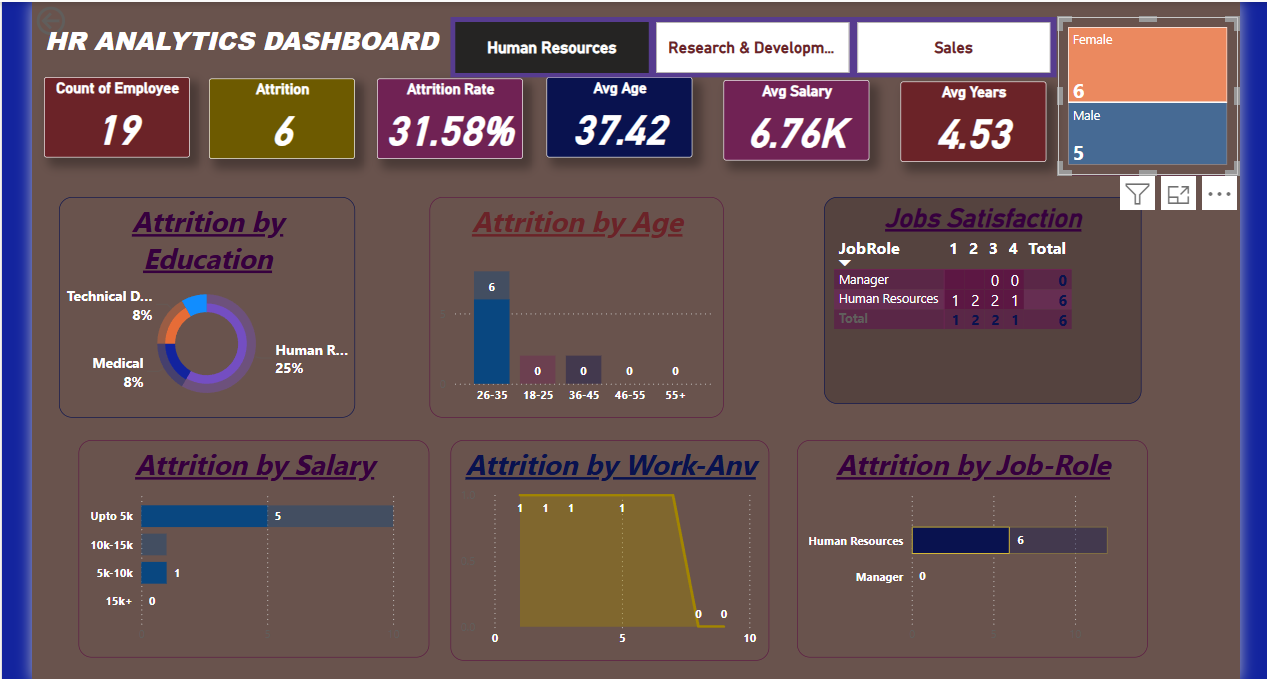 HR ANALYTICS DASHBOARD
Human Resources
Research & Developm...
Sales
Female
6
Male
5
Count of Employee
19
Attrition
6
Attrition Rate
31.58%
Avg Age
37.42
Avg Salary
6.76K
Avg Years
4.53
Attrition by
Education
Technical D...
8%
Medical
8%
Human R...
25%
Attrition by Age
6
0
0
0
0
26-35 18-25 36-45 46-55 55+
Jobs Satisfaction
JobRole 1 2 3 4 Total
Manager 0 0 0
Human Resources 1 2 2 1 6
Total 1 2 2 1 6
Attrition by Salary
Upto 5k 5
10k-15k
5k-10k 1
15k+ 0
Attrition by Work-Anv
1 1 1 1
0 0
0 5 10
Attrition by Job-Role
Human Resources 6
Manager 0